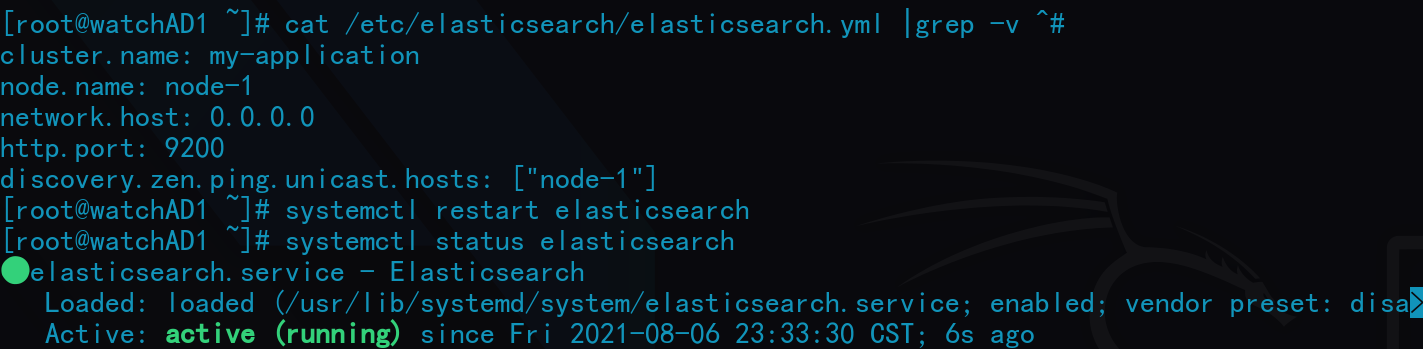 [root@watchAD1 ~]# cat /etc/elasticsearch/elasticsearch.yml |grep -v ^#
cluster.name: my-application
node.name: node-1
network.host: 0.0.0.0
http.port: 9200
discovery.zen.ping.unicast.hosts: ["node-1"]
[root@watchAD1 ~]# systemctl restart elasticsearch
[root@watchAD1 ~]# systemctl status elasticsearch
●elasticsearch.service - Elasticsearch
   Loaded: loaded (/usr/lib/systemd/system/elasticsearch.service; enabled; vendor preset: disa>
   Active: active (running) since Fri 2021-08-06 23:33:30 CST; 6s ago